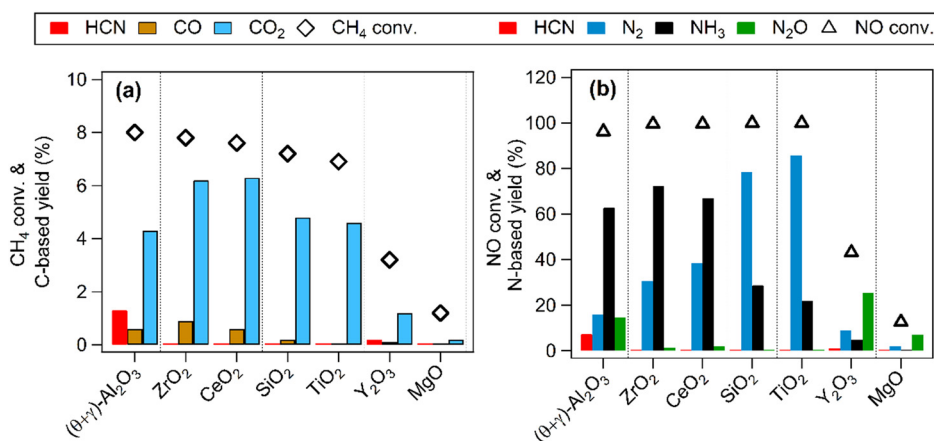 HCN CO CO₂ CH₄ conv. HCN N₂ NH₃ N₂O NO conv.
(a)
CH₄ conv. &
C-based yield (%)
10
8
6
4
2
0
(θ+γ)-Al₂O₃
ZrO₂
CeO₂
SiO₂
TiO₂
Y₂O₃
MgO
(b)
NO conv. &
N-based yield (%)
120
100
80
60
40
20
0
(θ+γ)-Al₂O₃
ZrO₂
CeO₂
SiO₂
TiO₂
Y₂O₃
MgO